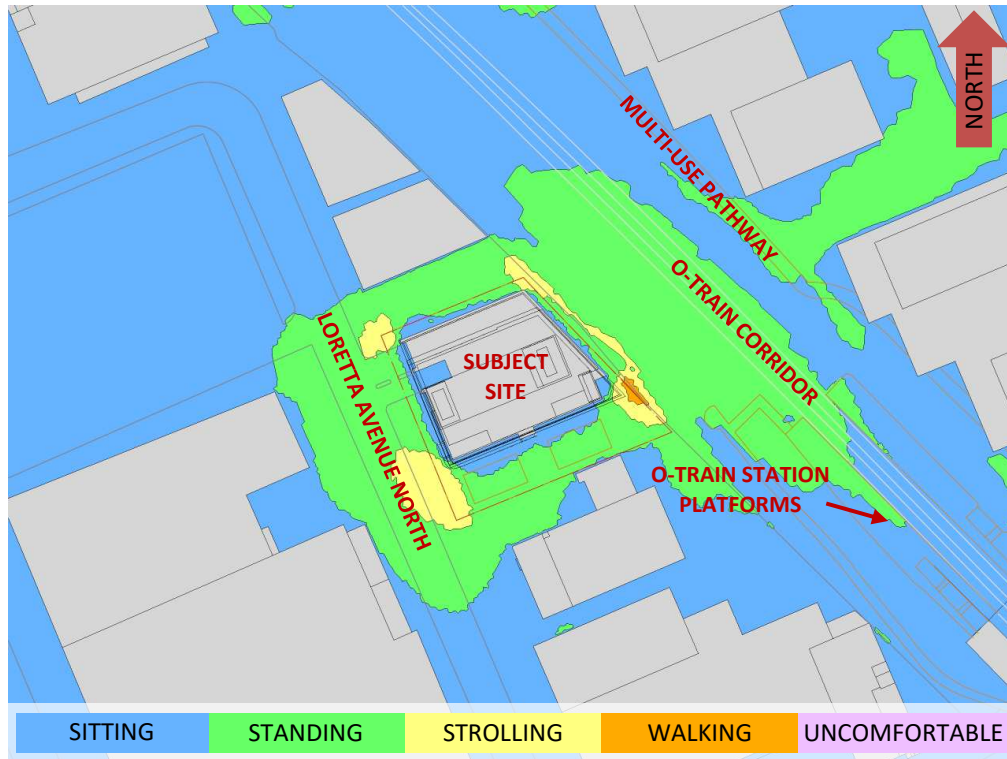 NORTH
MULTI-USE PATHWAY
O-TRAIN CORRIDOR
LORETTA AVENUE NORTH
SUBJECT
SITE
O-TRAIN STATION
PLATFORMS
SITTING
STANDING
STROLLING
WALKING
UNCOMFORTABLE